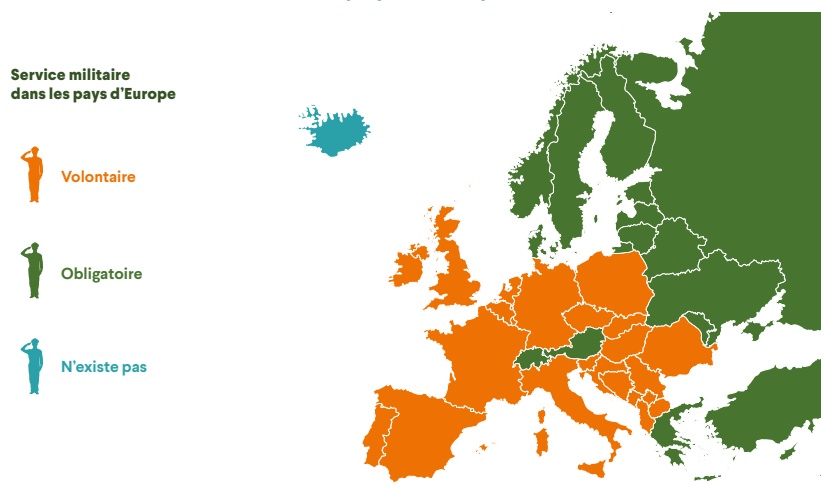 Service militaire
dans les pays d'Europe
Volontaire
Obligatoire
N'existe pas